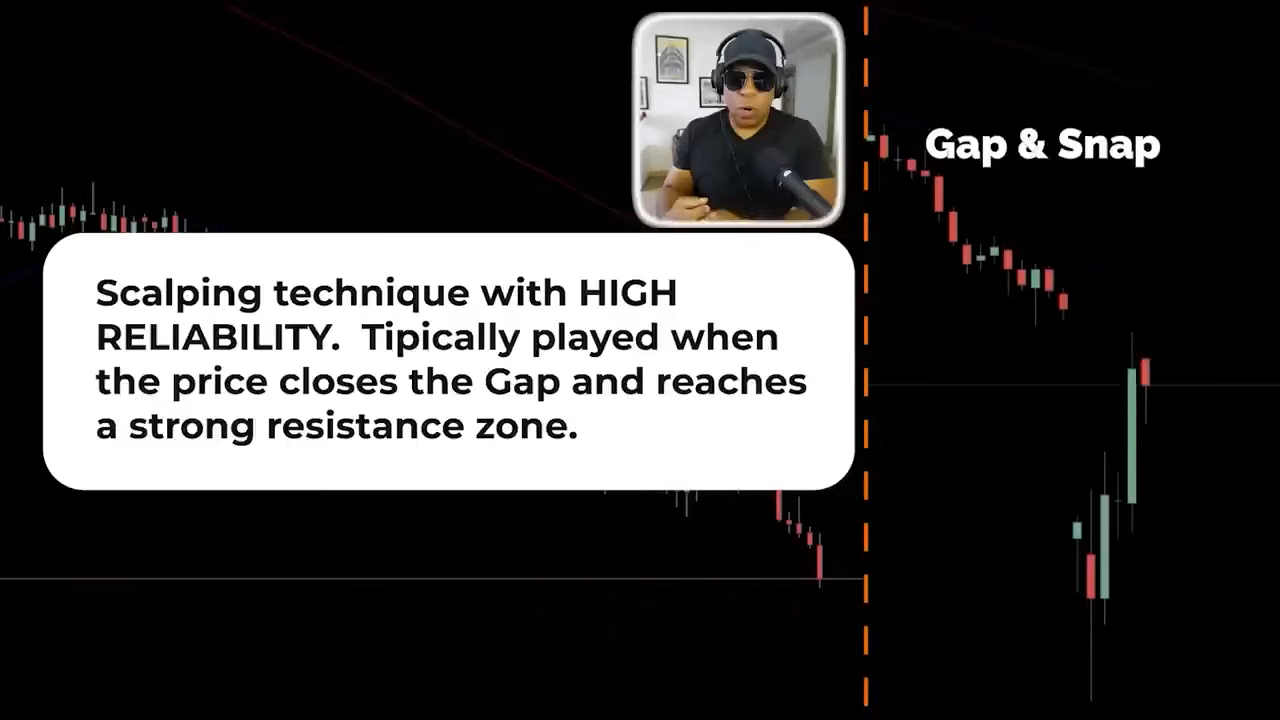 Gap & Snap
Scalping technique with HIGH
RELIABILITY.  Tipically played when
the price closes the Gap and reaches
a strong resistance zone.